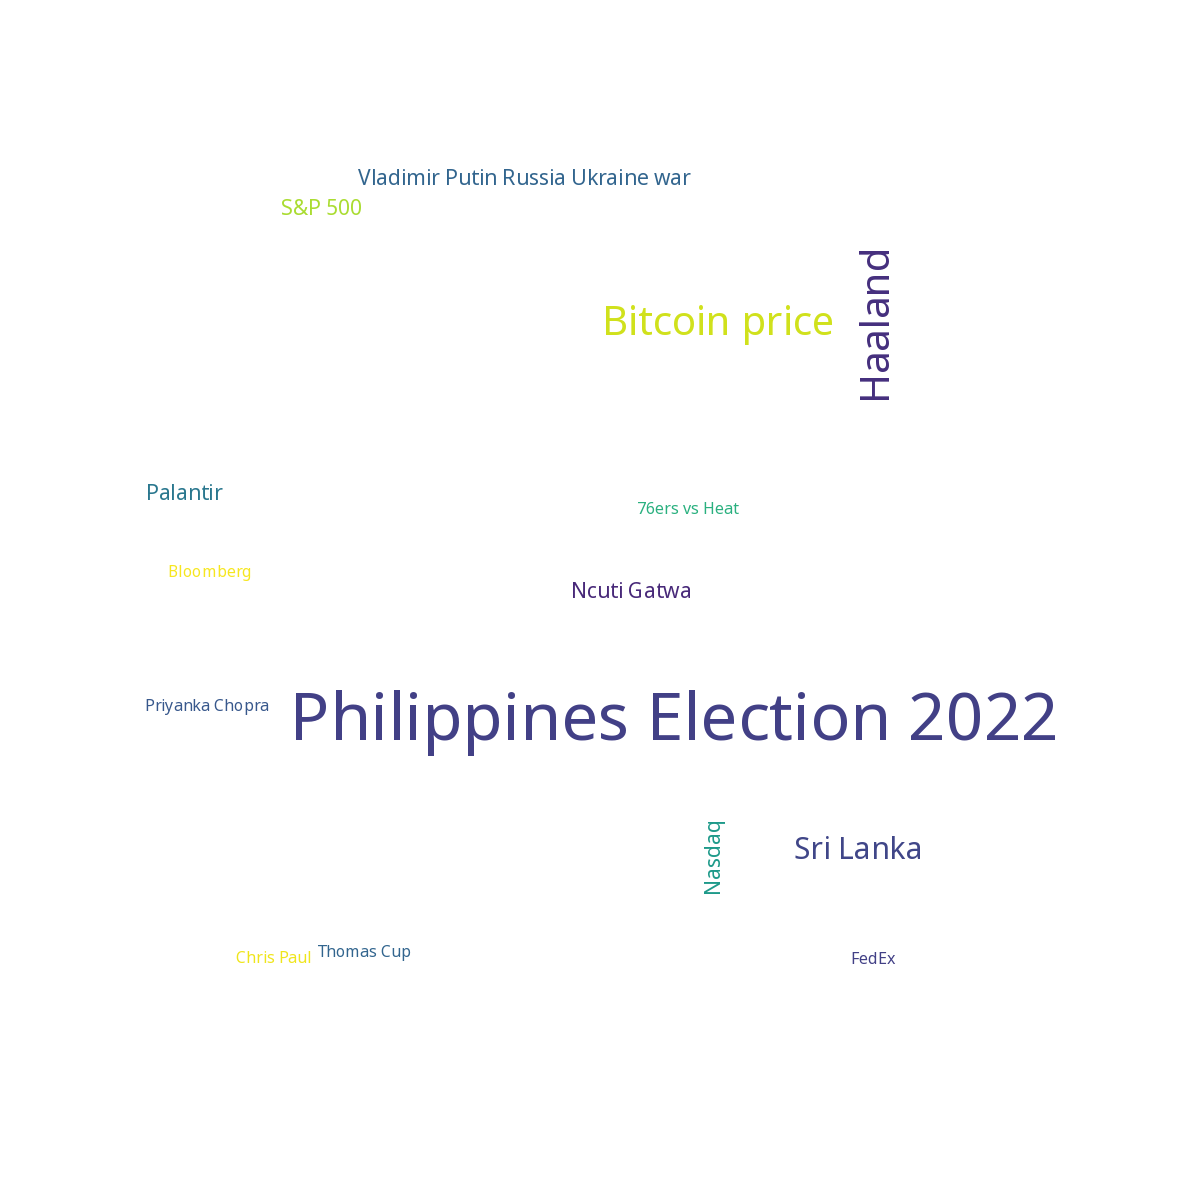 Vladimir Putin Russia Ukraine war
S&P 500
Haaland
Bitcoin price
Palantir
76ers vs Heat
Bloomberg
Ncuti Gatwa
Priyanka Chopra
Philippines Election 2022
Nasdaq
Sri Lanka
Chris Paul
Thomas Cup
FedEx